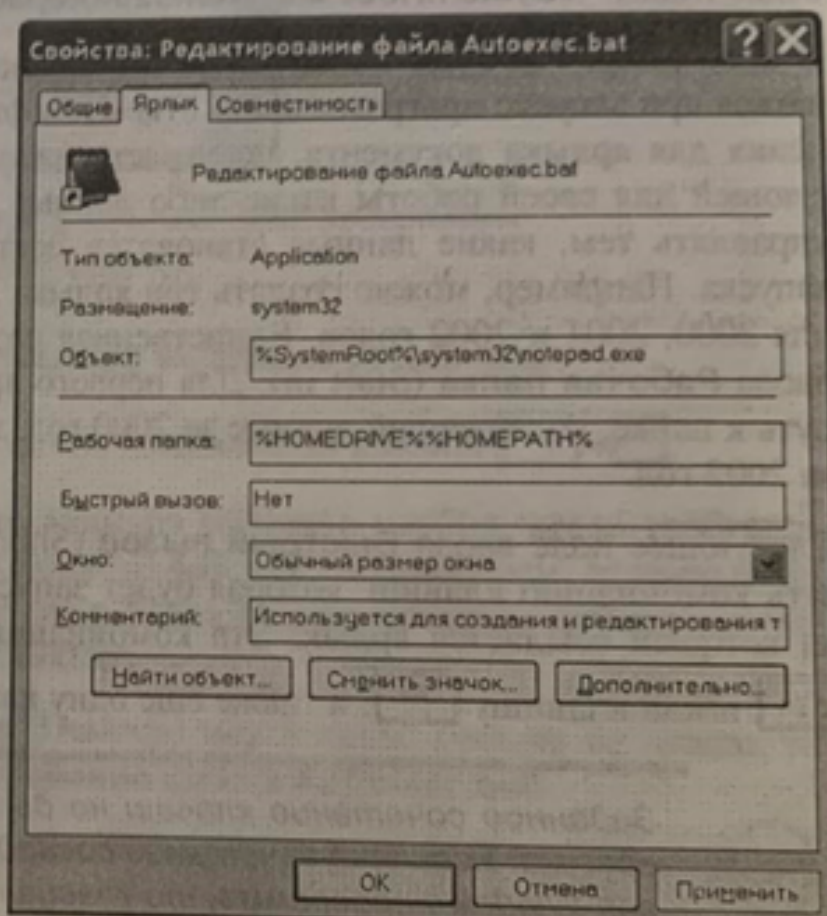 Свойства: Редактирование файла Autoexec.bat
Общие Ярлык Совместимость
Редактирование файла Autoexec.bat
Тип объекта: Application
Размещение: system32
Объект: %SystemRoot%\system32\notepad.exe
Рабочая папка: %HOMEDRIVE%%HOMEPATH%
Быстрый вызов: Нет
Окно: Обычный размер окна
Комментарий: Используется для создания и редактирования т
Найти объект... Сменить значок... Дополнительно...
ОК Отмена Применить